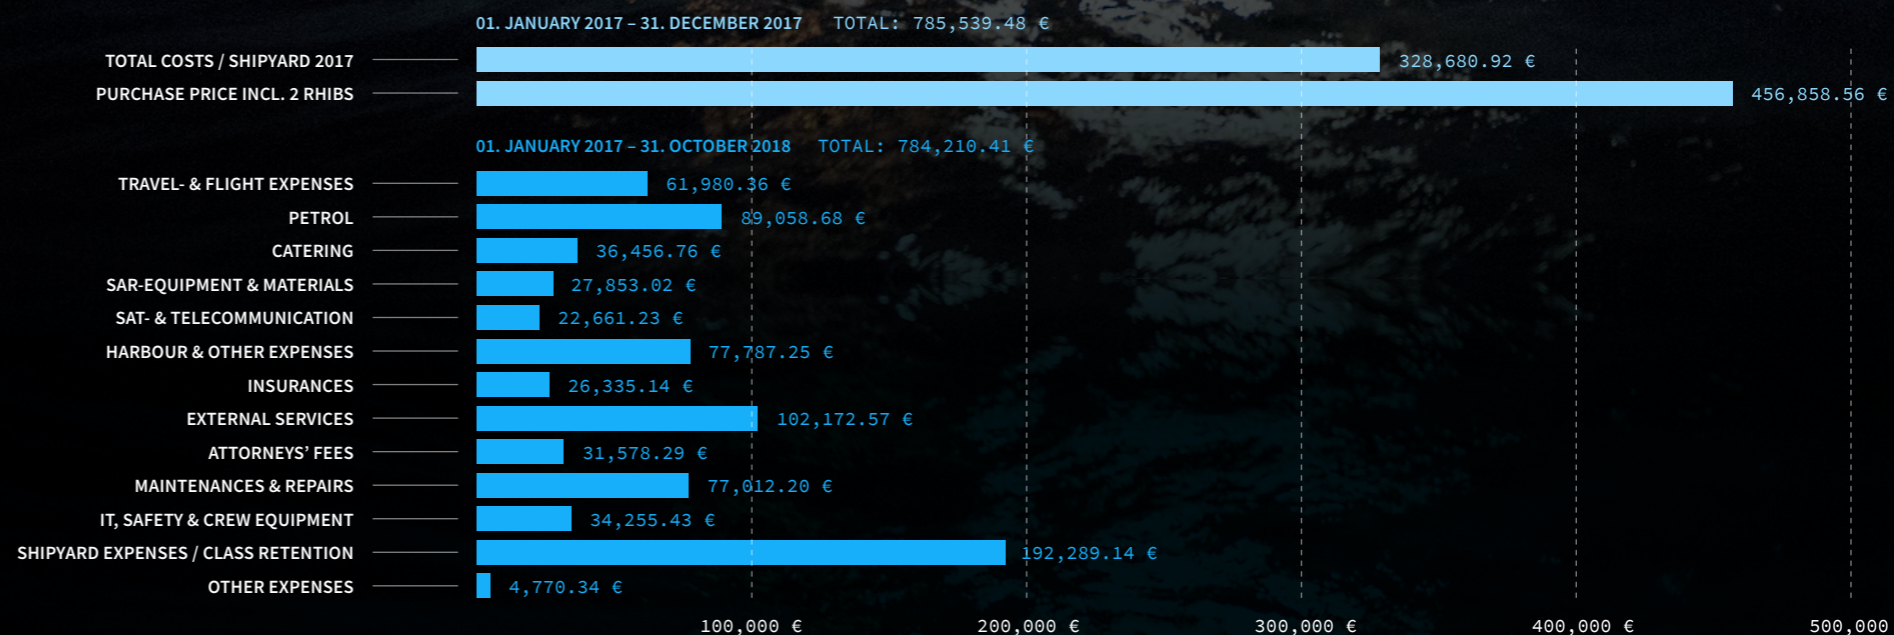 01. JANUARY 2017 – 31. DECEMBER 2017 TOTAL: 785,539.48 €
TOTAL COSTS / SHIPYARD 2017 328,680.92 €
PURCHASE PRICE INCL. 2 RHIBS 456,858.56 €
01. JANUARY 2017 – 31. OCTOBER 2018 TOTAL: 784,210.41 €
TRAVEL- & FLIGHT EXPENSES 61,980.36 €
PETROL 89,058.68 €
CATERING 36,456.76 €
SAR-EQUIPMENT & MATERIALS 27,853.02 €
SAT- & TELECOMMUNICATION 22,661.23 €
HARBOUR & OTHER EXPENSES 77,787.25 €
INSURANCES 26,335.14 €
EXTERNAL SERVICES 102,172.57 €
ATTORNEYS’ FEES 31,578.29 €
MAINTENANCES & REPAIRS 77,012.20 €
IT, SAFETY & CREW EQUIPMENT 34,255.43 €
SHIPYARD EXPENSES / CLASS RETENTION 192,289.14 €
OTHER EXPENSES 4,770.34 €
100,000 € 200,000 € 300,000 € 400,000 € 500,000